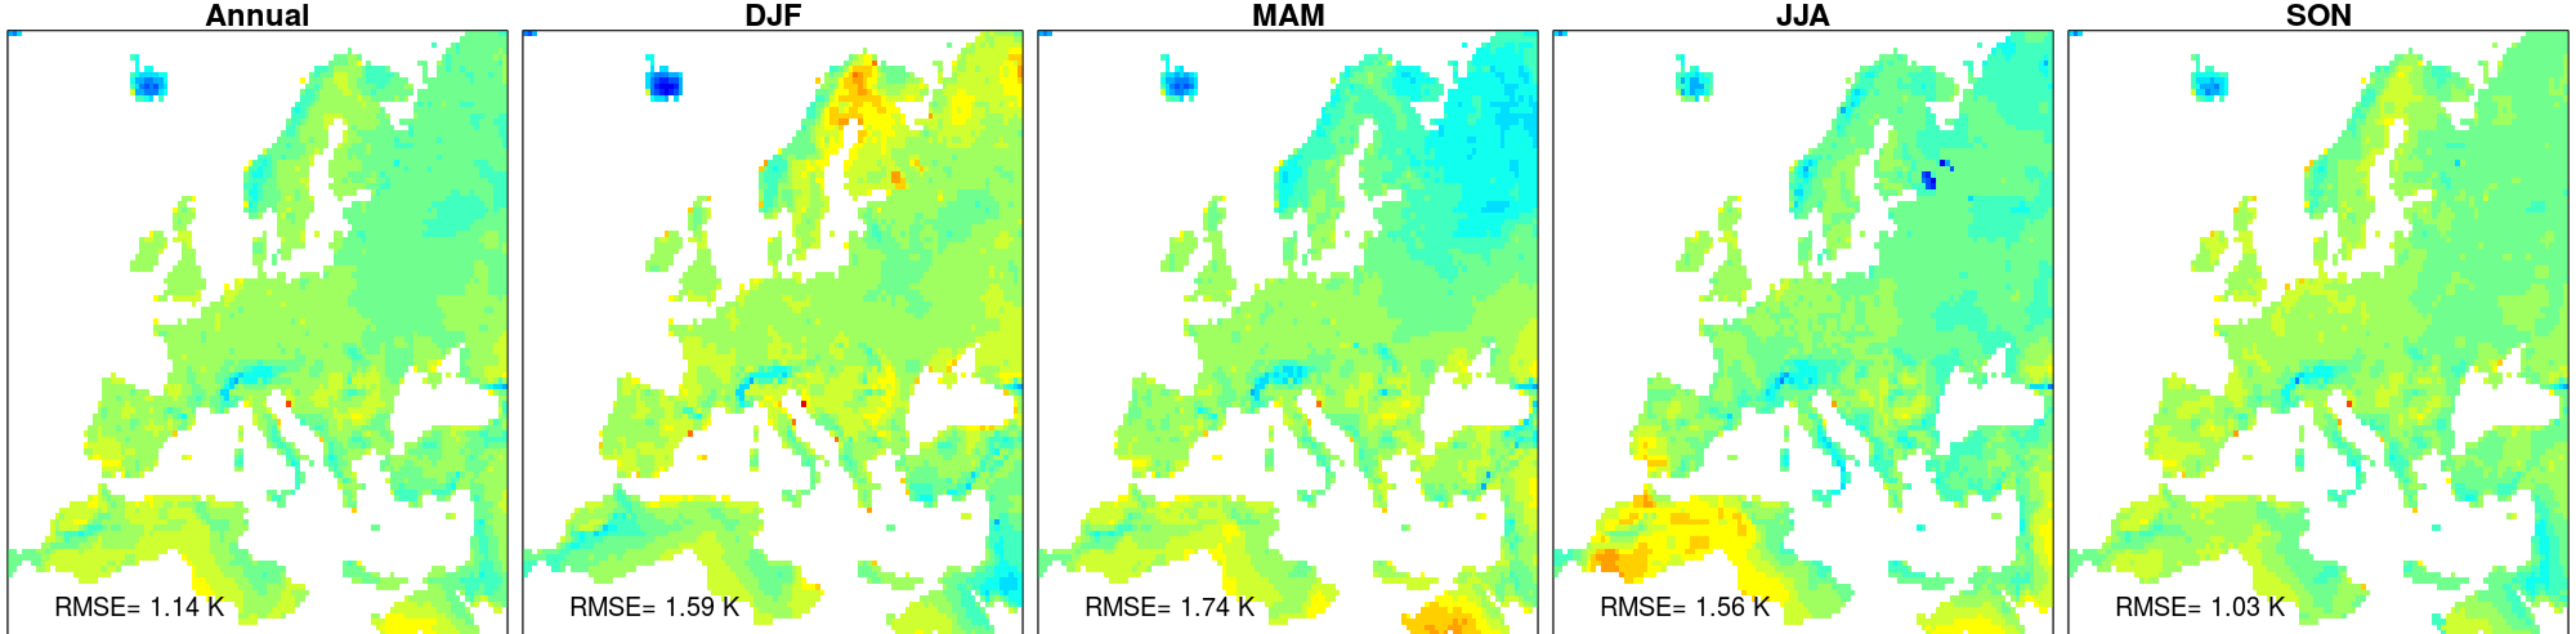 Annual DJF MAM JJA SON
RMSE= 1.14 K RMSE= 1.59 K RMSE= 1.74 K RMSE= 1.56 K RMSE= 1.03 K